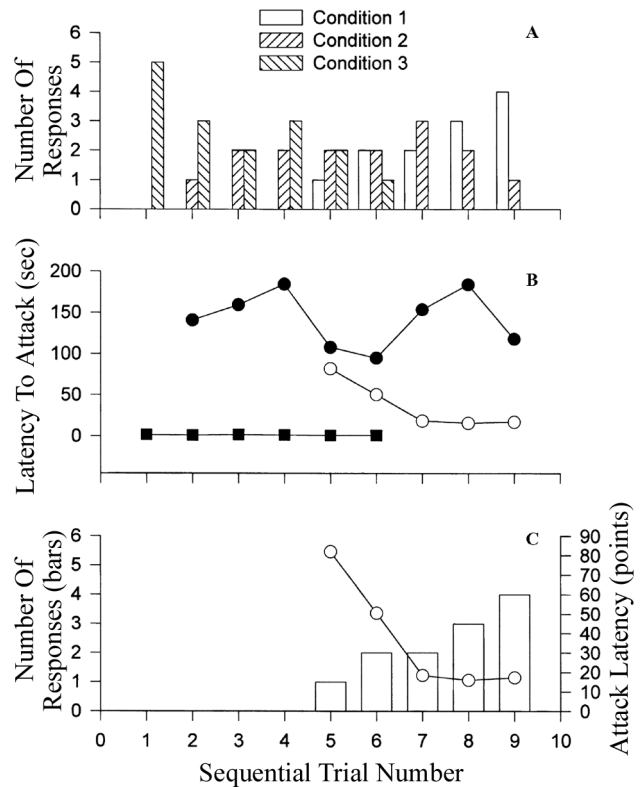 Condition 1
Condition 2
Condition 3
A
Number Of
Responses
6
5
4
3
2
1
0
B
Latency To Attack (sec)
200
150
100
50
0
C
Number Of
Responses (bars)
6
5
4
3
2
1
0
90
80
70
60
50
40
30
20
10
0
Attack Latency (points)
0 1 2 3 4 5 6 7 8 9 10
Sequential Trial Number